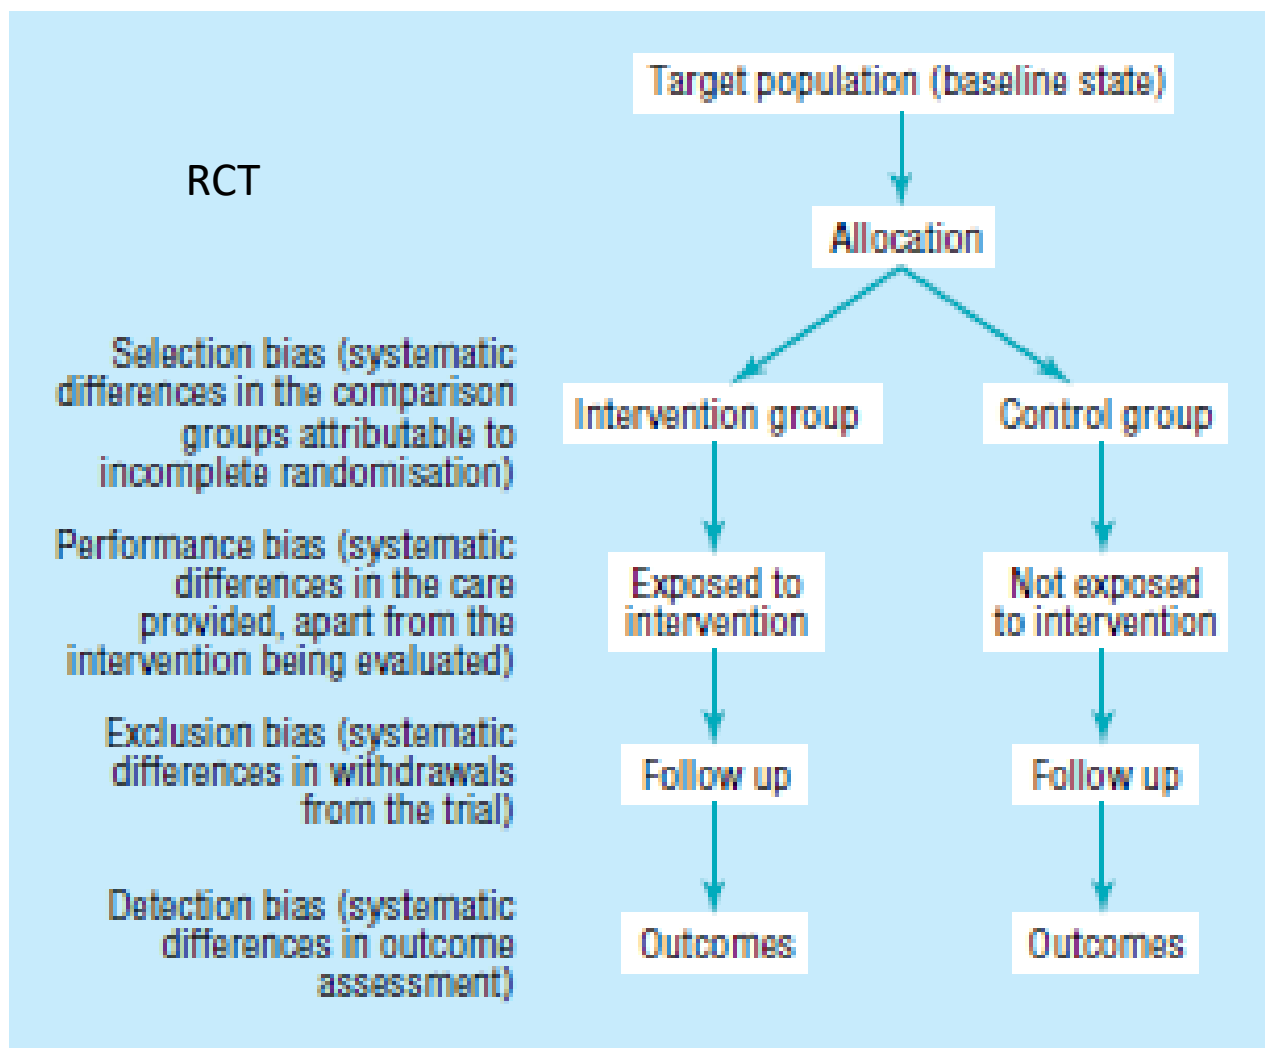 Target population (baseline state)
RCT
Allocation
Selection bias (systematic
differences in the comparison
groups attributable to
incomplete randomisation)
Intervention group
Control group
Performance bias (systematic
differences in the care
provided, apart from the
intervention being evaluated)
Exposed to
intervention
Not exposed
to intervention
Exclusion bias (systematic
differences in withdrawals
from the trial)
Follow up
Follow up
Detection bias (systematic
differences in outcome
assessment)
Outcomes
Outcomes